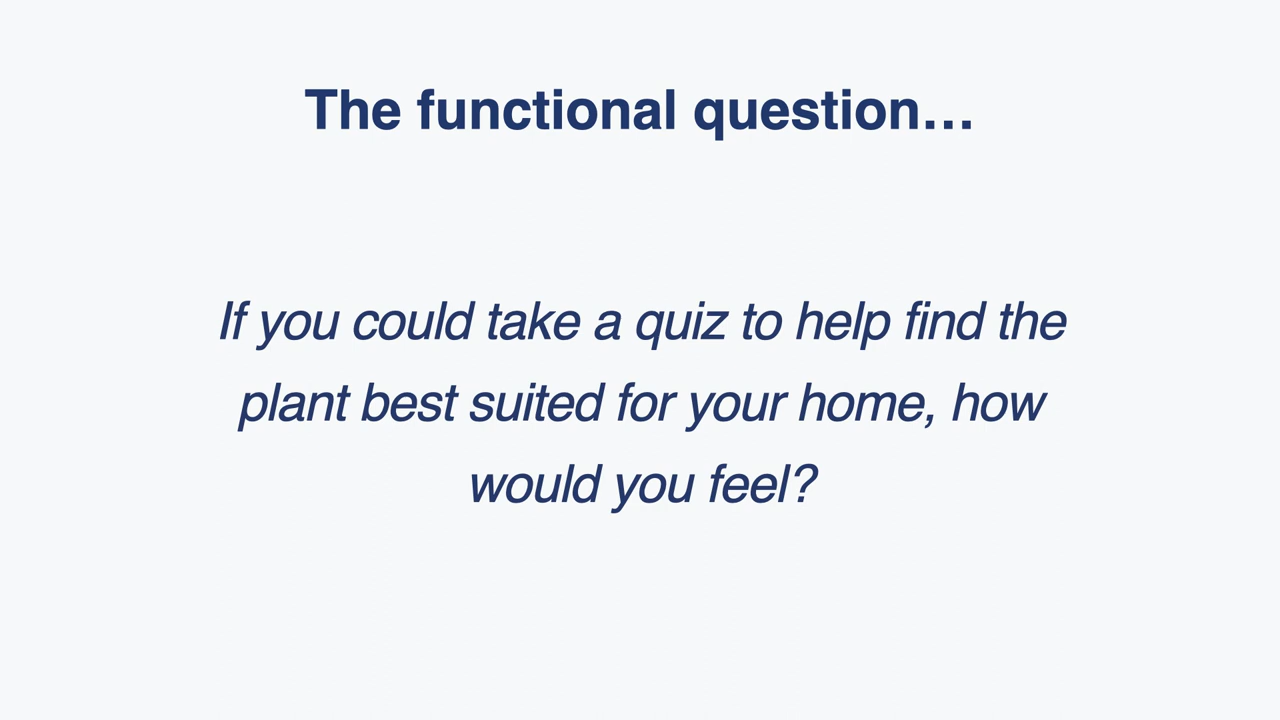 The functional question…
If you could take a quiz to help find the
plant best suited for your home, how
would you feel?